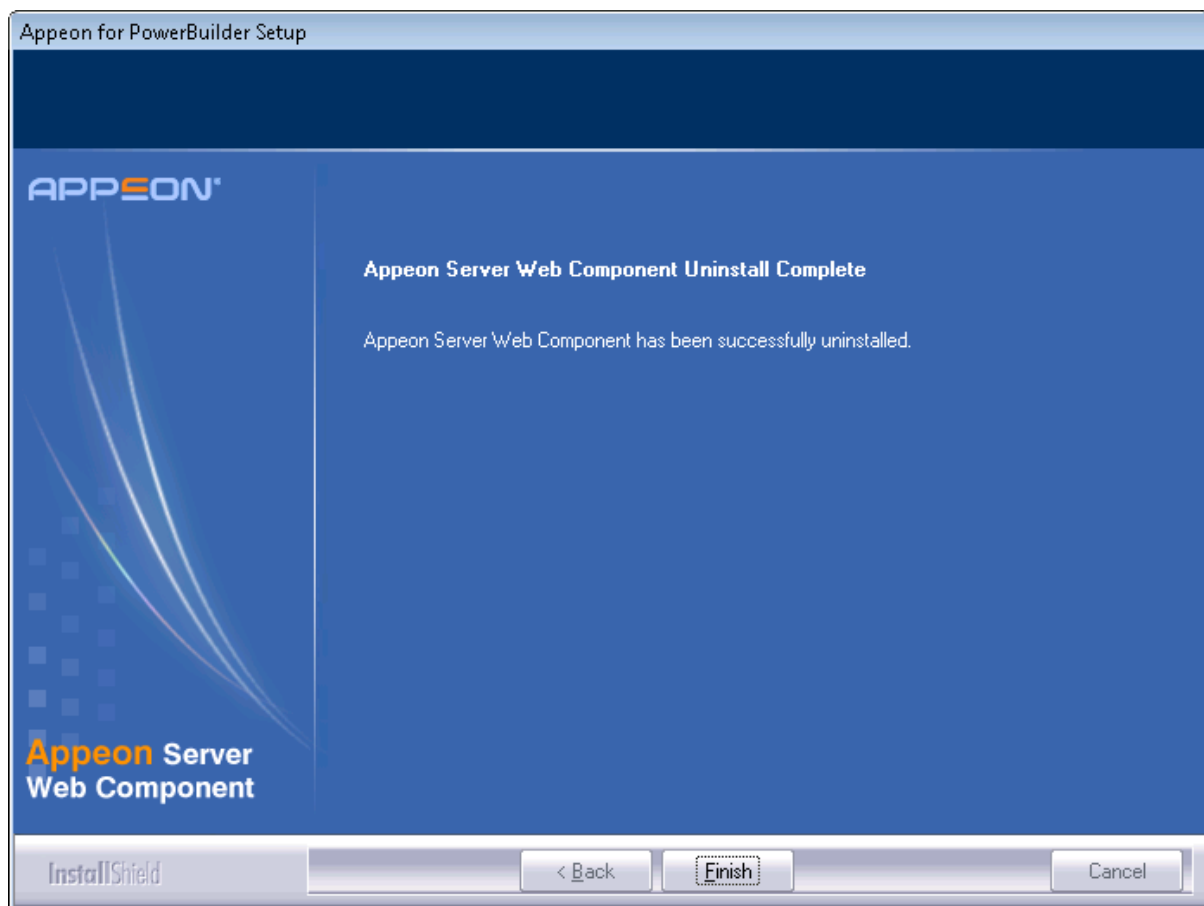 Appeon for PowerBuilder Setup
APPEON
Appeon Server Web Component Uninstall Complete
Appeon Server Web Component has been successfully uninstalled.
Appeon Server
Web Component
InstallShield
< Back
Finish
Cancel